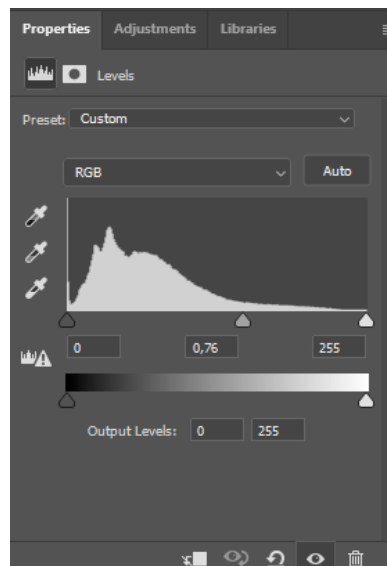 Properties Adjustments Libraries
Levels
Preset: Custom
RGB Auto
0 0,76 255
Output Levels: 0 255